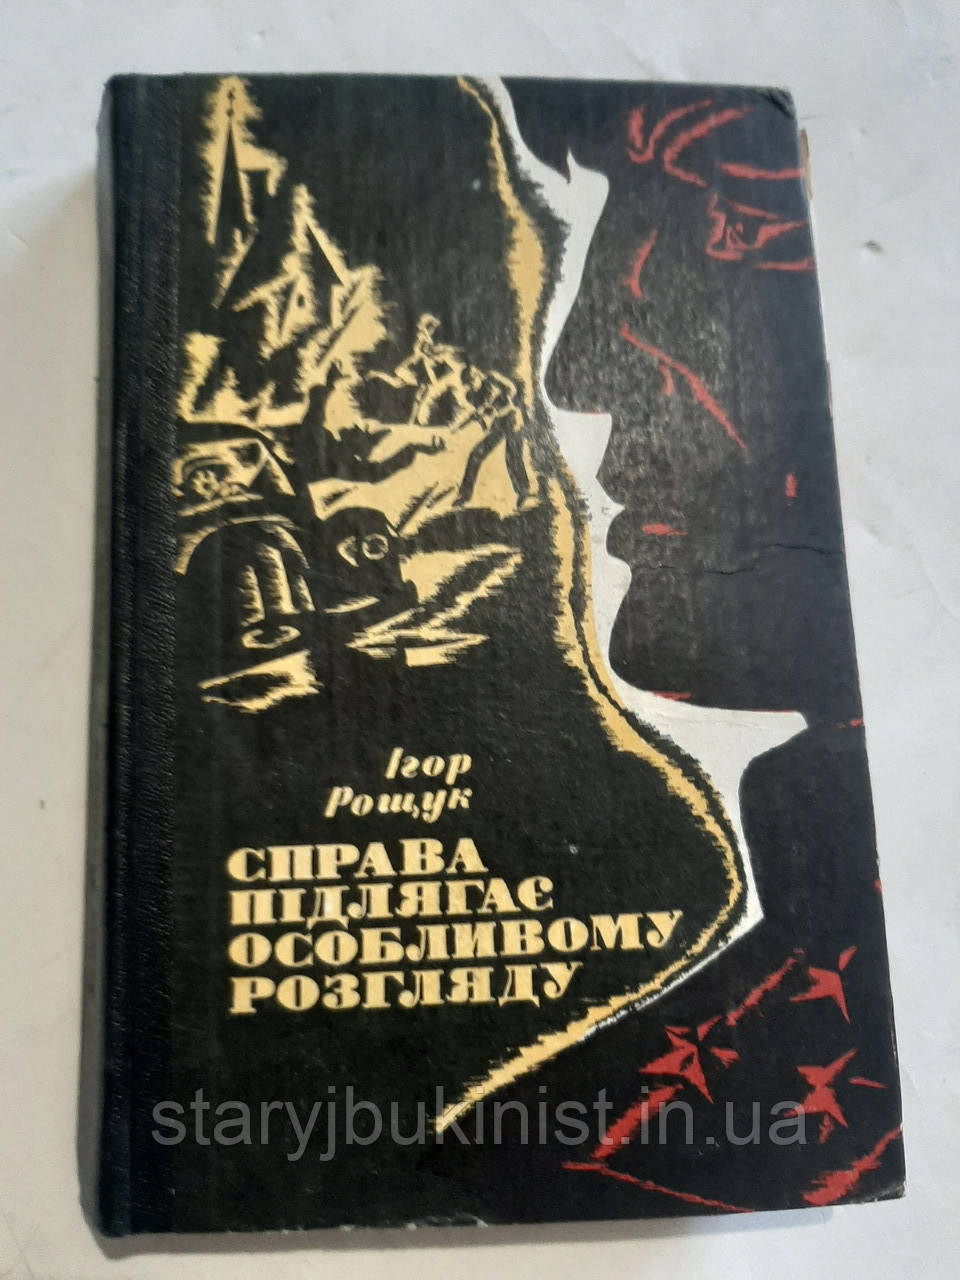 Ігор
Рощук
СПРАВА
ПІДЛЯГАЄ
ОСОБЛИВОМУ
РОЗГЛЯДУ
staryjbukinist.in.ua